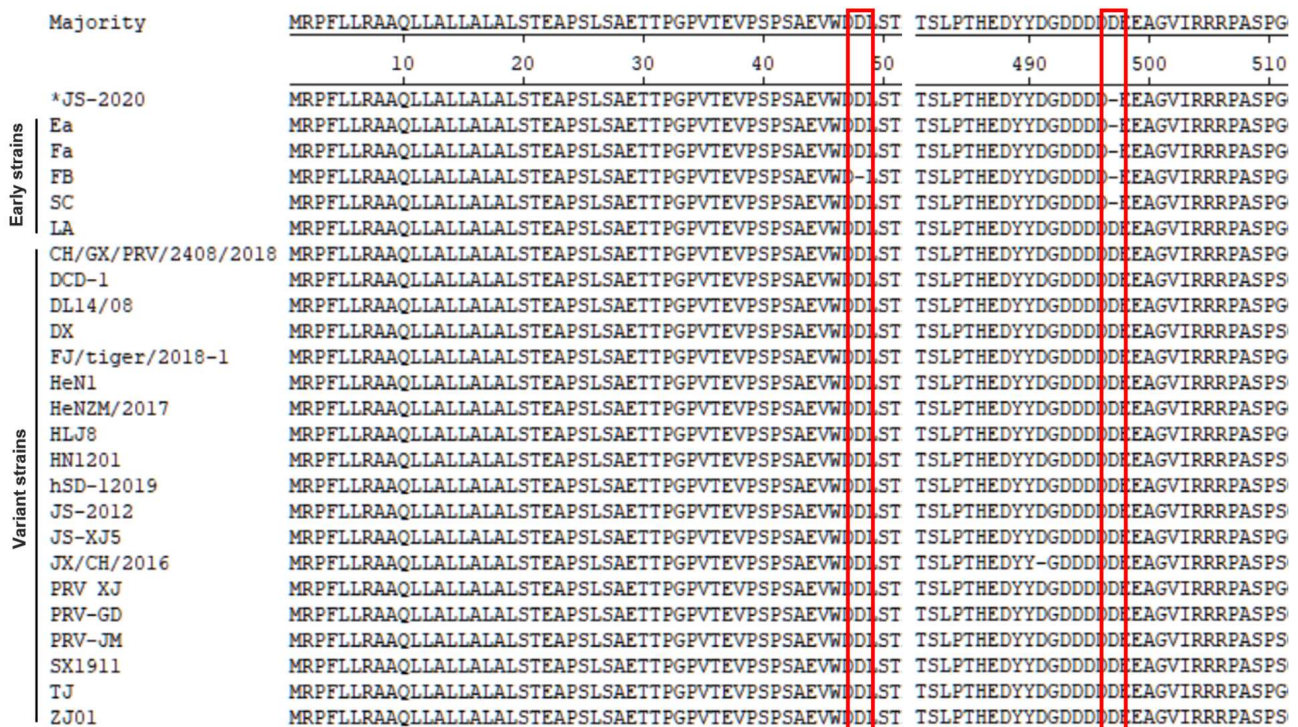 Majority MRPFLLRAAQLLALLALALSTEAPSLSAETTPGPVTEVPSPSAEVWDDLST TSLPTHEDYYDGDDDDDEEAGVIRRRPASPG
10 20 30 40 50 490 500 510
*JS-2020 MRPFLLRAAQLLALLALALSTEAPSLSAETTPGPVTEVPSPSAEVWDDLST TSLPTHEDYYDGDDDD-EEAGVIRRRPASPG
Early strains
Ea MRPFLLRAAQLLALLALALSTEAPSLSAETTPGPVTEVPSPSAEVWDDLST TSLPTHEDYYDGDDDD-EEAGVIRRRPASPG
Fa MRPFLLRAAQLLALLALALSTEAPSLSAETTPGPVTEVPSPSAEVWDDLST TSLPTHEDYYDGDDDD-EEAGVIRRRPASPG
FB MRPFLLRAAQLLALLALALSTEAPSLSAETTPGPVTEVPSPSAEVWD-LST TSLPTHEDYYDGDDDD-EEAGVIRRRPASPG
SC MRPFLLRAAQLLALLALALSTEAPSLSAETTPGPVTEVPSPSAEVWDDLST TSLPTHEDYYDGDDDD-EEAGVIRRRPASPG
LA MRPFLLRAAQLLALLALALSTEAPSLSAETTPGPVTEVPSPSAEVWDDLST TSLPTHEDYYDGDDDDDEEAGVIRRRPASPG
Variant strains
CH/GX/PRV/2408/2018 MRPFLLRAAQLLALLALALSTEAPSLSAETTPGPVTEVPSPSAEVWDDLST TSLPTHEDYYDGDDDDDEEAGVIRRRPASPG
DCD-1 MRPFLLRAAQLLALLALALSTEAPSLSAETTPGPVTEVPSPSAEVWDDLST TSLPTHEDYYDGDDDDDEEAGVIRRRPASPS
DL14/08 MRPFLLRAAQLLALLALALSTEAPSLSAETTPGPVTEVPSPSAEVWDDLST TSLPTHEDYYDGDDDDDEEAGVIRRRPASPS
DX MRPFLLRAAQLLALLALALSTEAPSLSAETTPGPVTEVPSPSAEVWDDLST TSLPTHEDYYDGDDDDDEEAGVIRRRPASPS
FJ/tiger/2018-1 MRPFLLRAAQLLALLALALSTEAPSLSAETTPGPVTEVPSPSAEVWDDLST TSLPTHEDYYDGDDDDDEEAGVIRRRPASPG
HeN1 MRPFLLRAAQLLALLALALSTEAPSLSAETTPGPVTEVPSPSAEVWDDLST TSLPTHEDYYDGDDDDDEEAGVIRRRPASPS
HeNZM/2017 MRPFLLRAAQLLALLALALSTEAPSLSAETTPGPVTEVPSPSAEVWDDLST TSLPTHEDYYDGDDDDDEEAGVIRRRPASPS
HLJ8 MRPFLLRAAQLLALLALALSTEAPSLSAETTPGPVTEVPSPSAEVWDDLST TSLPTHEDYYDGDDDDDEEAGVIRRRPASPG
HN1201 MRPFLLRAAQLLALLALALSTEAPSLSAETTPGPVTEVPSPSAEVWDDLST TSLPTHEDYYDGDDDDDEEAGVIRRRPASPS
hSD-12019 MRPFLLRAAQLLALLALALSTEAPSLSAETTPGPVTEVPSPSAEVWDDLST TSLPTHEDYYDGDDDDDEEAGVIRRRPASPS
JS-2012 MRPFLLRAAQLLALLALALSTEAPSLSAETTPGPVTEVPSPSAEVWDDLST TSLPTHEDYYDGDDDDDEEAGVIRRRPASPS
JS-XJ5 MRPFLLRAAQLLALLALALSTEAPSLSAETTPGPVTEVPSPSAEVWDDLST TSLPTHEDYYDGDDDDDEEAGVIRRRPASPS
JX/CH/2016 MRPFLLRAAQLLALLALALSTEAPSLSAETTPGPVTEVPSPSAEVWDDLST TSLPTHEDYY-GDDDDDEEAGVIRRRPASPS
PRV XJ MRPFLLRAAQLLALLALALSTEAPSLSAETTPGPVTEVPSPSAEVWDDLST TSLPTHEDYYDGDDDDDEEAGVIRRRPASPS
PRV-GD MRPFLLRAAQLLALLALALSTEAPSLSAETTPGPVTEVPSPSAEVWDDLST TSLPTHEDYYDGDDDDDEEAGVIRRRPASPS
PRV-JM MRPFLLRAAQLLALLALALSTEAPSLSAETTPGPVTEVPSPSAEVWDDLST TSLPTHEDYYDGDDDDDEEAGVIRRRPASPS
SX1911 MRPFLLRAAQLLALLALALSTEAPSLSAETTPGPVTEVPSPSAEVWDDLST TSLPTHEDYYDGDDDDDEEAGVIRRRPASPS
TJ MRPFLLRAAQLLALLALALSTEAPSLSAETTPGPVTEVPSPSAEVWDDLST TSLPTHEDYYDGDDDDDEEAGVIRRRPASPS
ZJ01 MRPFLLRAAQLLALLALALSTEAPSLSAETTPGPVTEVPSPSAEVWDDLST TSLPTHEDYYDGDDDDDEEAGVIRRRPASPS